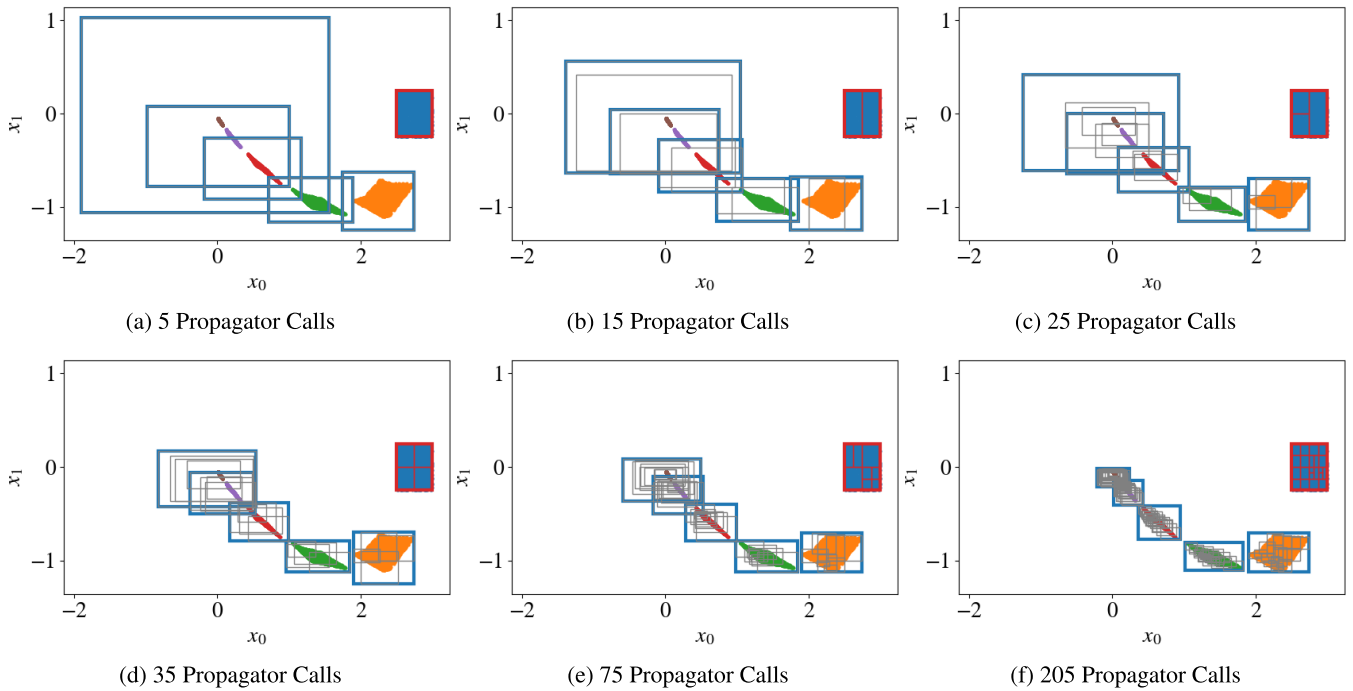 1
0
−1
x₁
−2
0
2
x₀
(a) 5 Propagator Calls
1
0
−1
x₁
−2
0
2
x₀
(b) 15 Propagator Calls
1
0
−1
x₁
−2
0
2
x₀
(c) 25 Propagator Calls
1
0
−1
x₁
−2
0
2
x₀
(d) 35 Propagator Calls
1
0
−1
x₁
−2
0
2
x₀
(e) 75 Propagator Calls
1
0
−1
x₁
−2
0
2
x₀
(f) 205 Propagator Calls